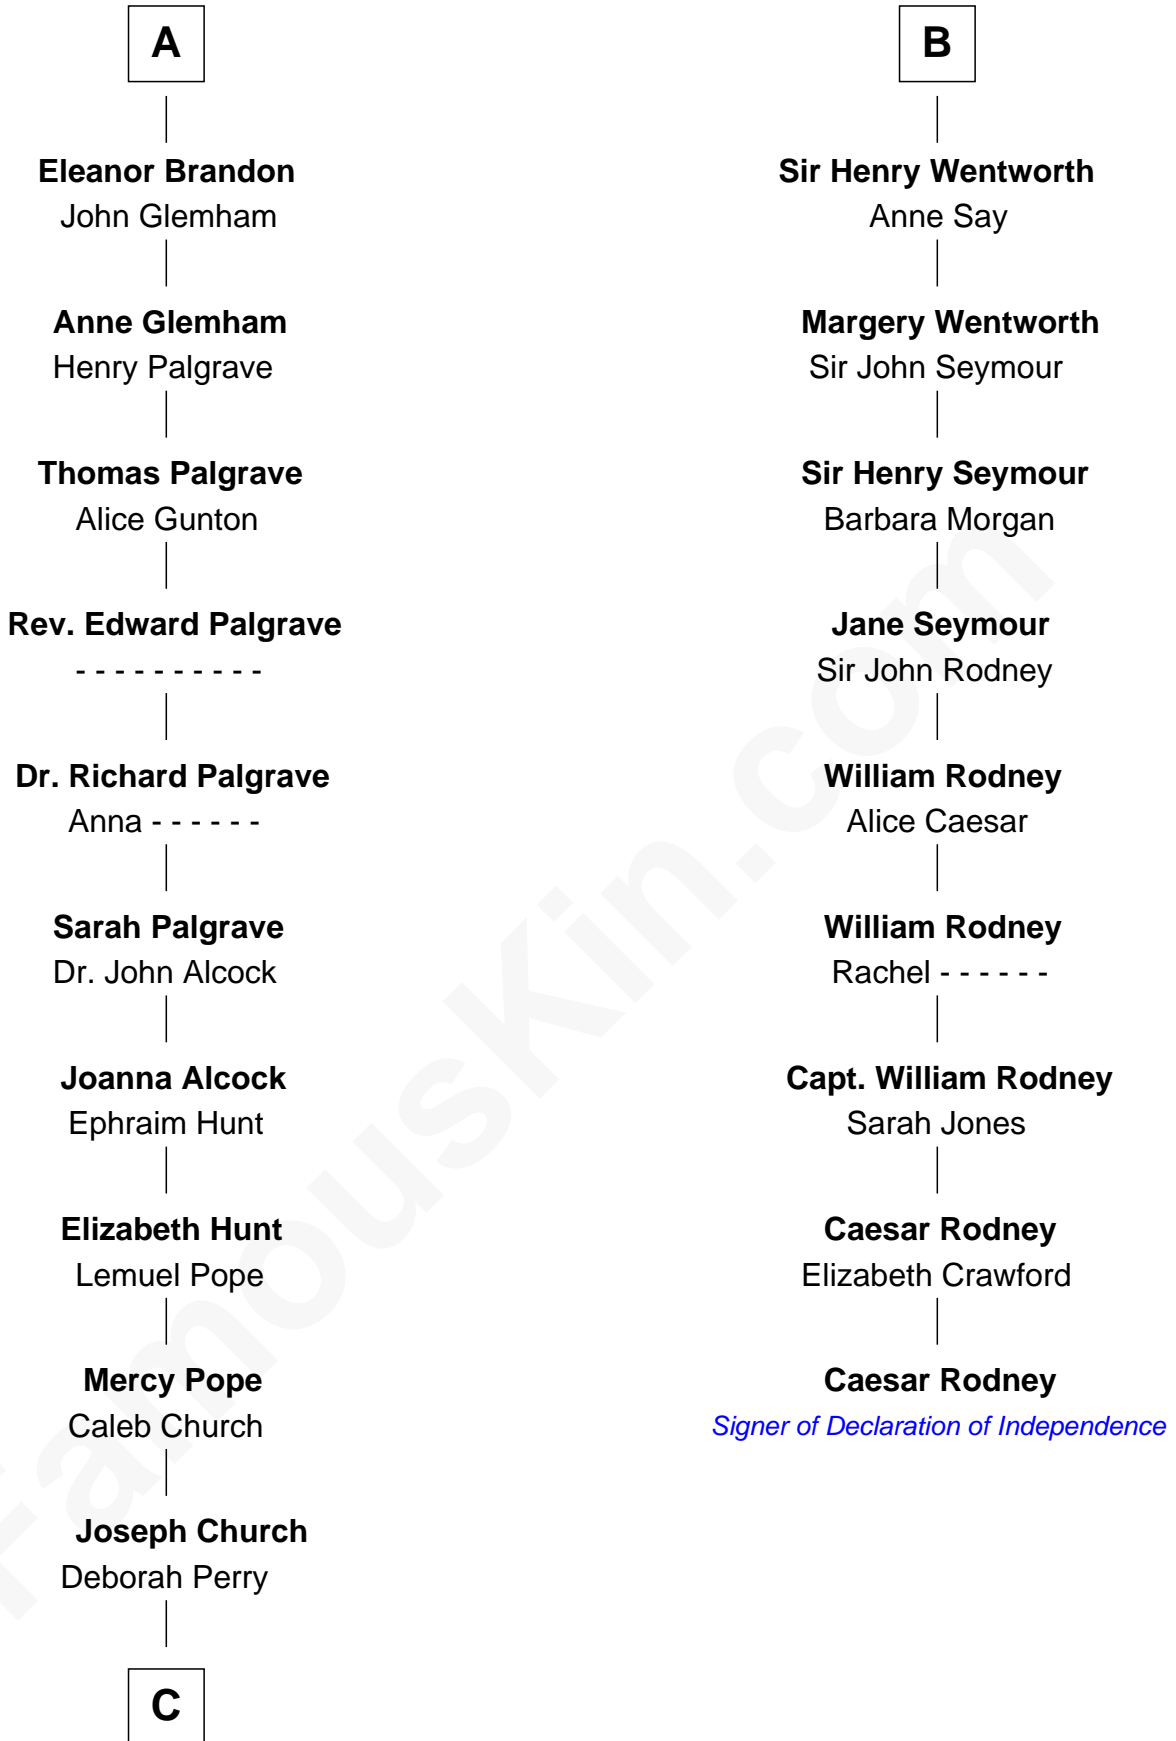 A
Eleanor Brandon
John Glemham
Anne Glemham
Henry Palgrave
Thomas Palgrave
Alice Gunton
Rev. Edward Palgrave
- - - - - - - - - -
Dr. Richard Palgrave
Anna - - - - - -
Sarah Palgrave
Dr. John Alcock
Joanna Alcock
Ephraim Hunt
Elizabeth Hunt
Lemuel Pope
Mercy Pope
Caleb Church
Joseph Church
Deborah Perry
C
B
Sir Henry Wentworth
Anne Say
Margery Wentworth
Sir John Seymour
Sir Henry Seymour
Barbara Morgan
Jane Seymour
Sir John Rodney
William Rodney
Alice Caesar
William Rodney
Rachel - - - - - -
Capt. William Rodney
Sarah Jones
Caesar Rodney
Elizabeth Crawford
Caesar Rodney
Signer of Declaration of Independence
FamousKin.com